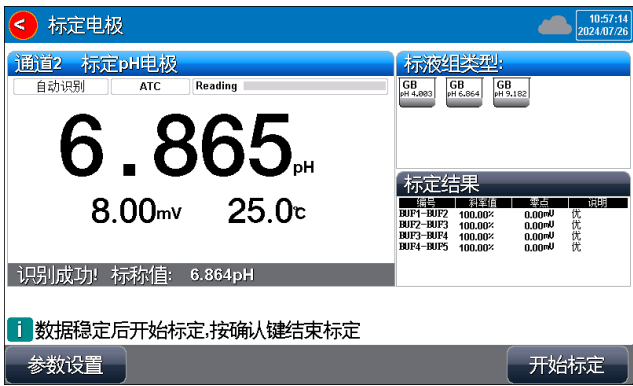 <
标定电极
10:57:14
2024/07/26
通道2 标定pH电极
自动识别 ATC Reading
6.865pH
8.00mV 25.0℃
识别成功! 标称值: 6.864pH
标液组类型:
GB GB GB
pH 4.003 pH 6.864 pH 9.182
标定结果
编号 斜率值 零点 说明
BUF1-BUF2 100.00% 0.00mV 优
BUF2-BUF3 100.00% 0.00mV 优
BUF3-BUF4 100.00% 0.00mV 优
BUF4-BUF5 100.00% 0.00mV 优
i 数据稳定后开始标定,按确认键结束标定
参数设置 开始标定